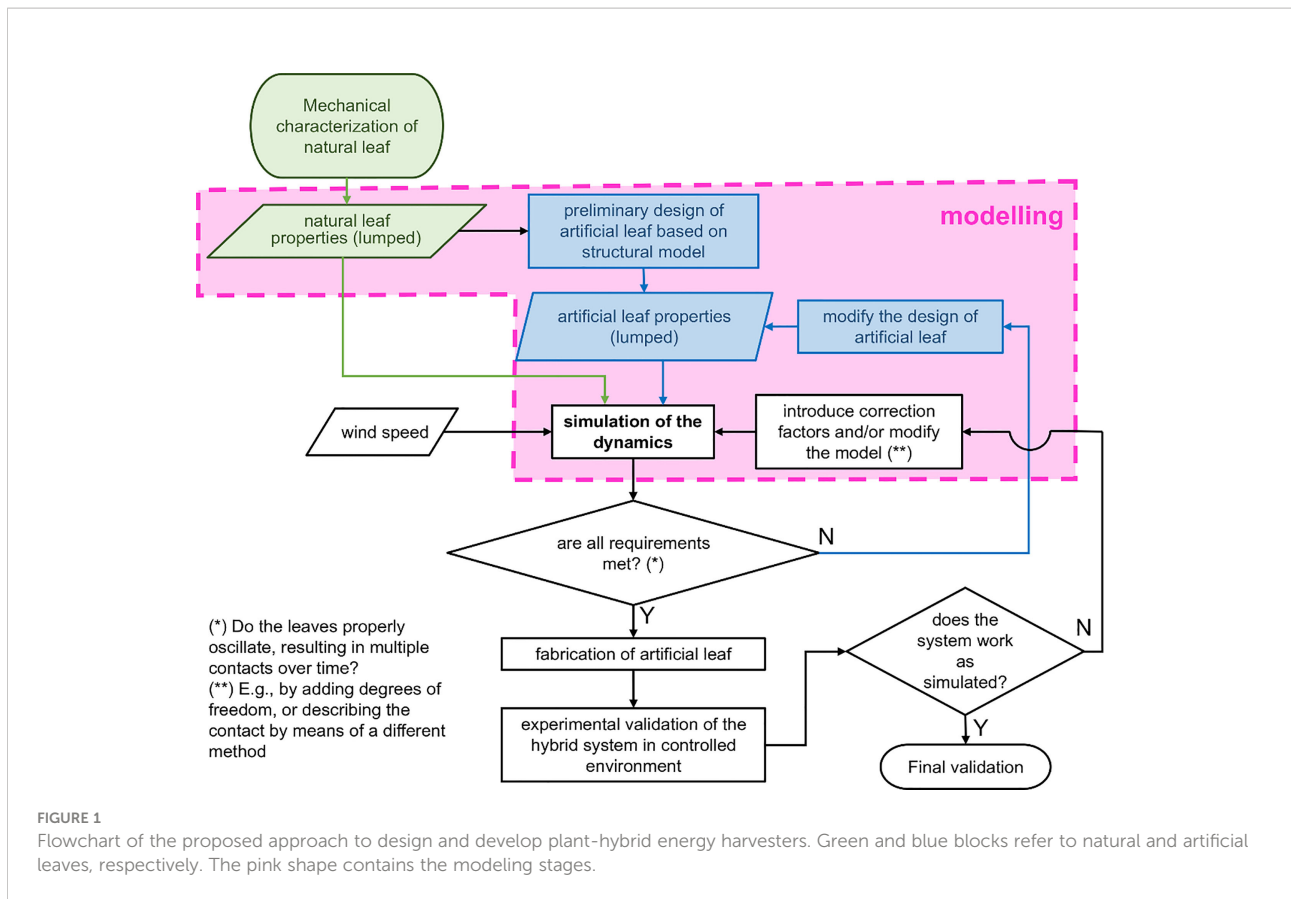 Mechanical
characterization of
natural leaf
modelling
natural leaf
properties (lumped)
preliminary design of
artificial leaf based on
structural model
artificial leaf properties
(lumped)
modify the design of
artificial leaf
wind speed
simulation of the
dynamics
introduce correction
factors and/or modify
the model (**)
are all requirements
met? (*)
N
Y
fabrication of artificial leaf
experimental validation of the
hybrid system in controlled
environment
does the
system work
as
simulated?
N
Y
Final validation
(*) Do the leaves properly
oscillate, resulting in multiple
contacts over time?
(**) E.g., by adding degrees of
freedom, or describing the
contact by means of a different
method
FIGURE 1
Flowchart of the proposed approach to design and develop plant-hybrid energy harvesters. Green and blue blocks refer to natural and artificial
leaves, respectively. The pink shape contains the modeling stages.